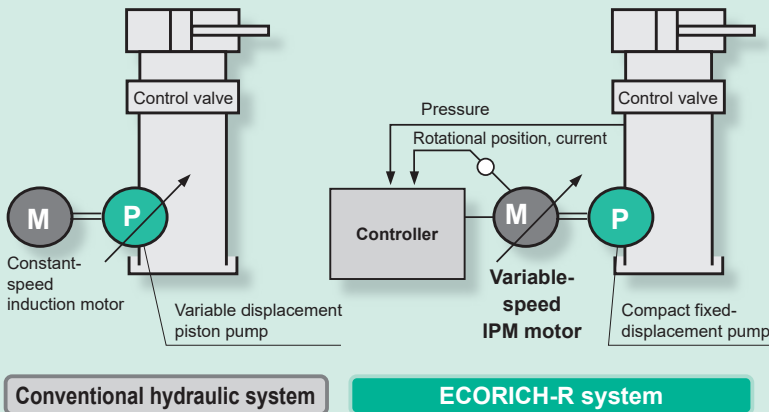 Control valve
M
P
Constant-
speed
induction motor
Variable displacement
piston pump
Conventional hydraulic system
Control valve
Pressure
Rotational position, current
Controller
M
P
Variable-
speed
IPM motor
Compact fixed-
displacement pump
ECORICH-R system